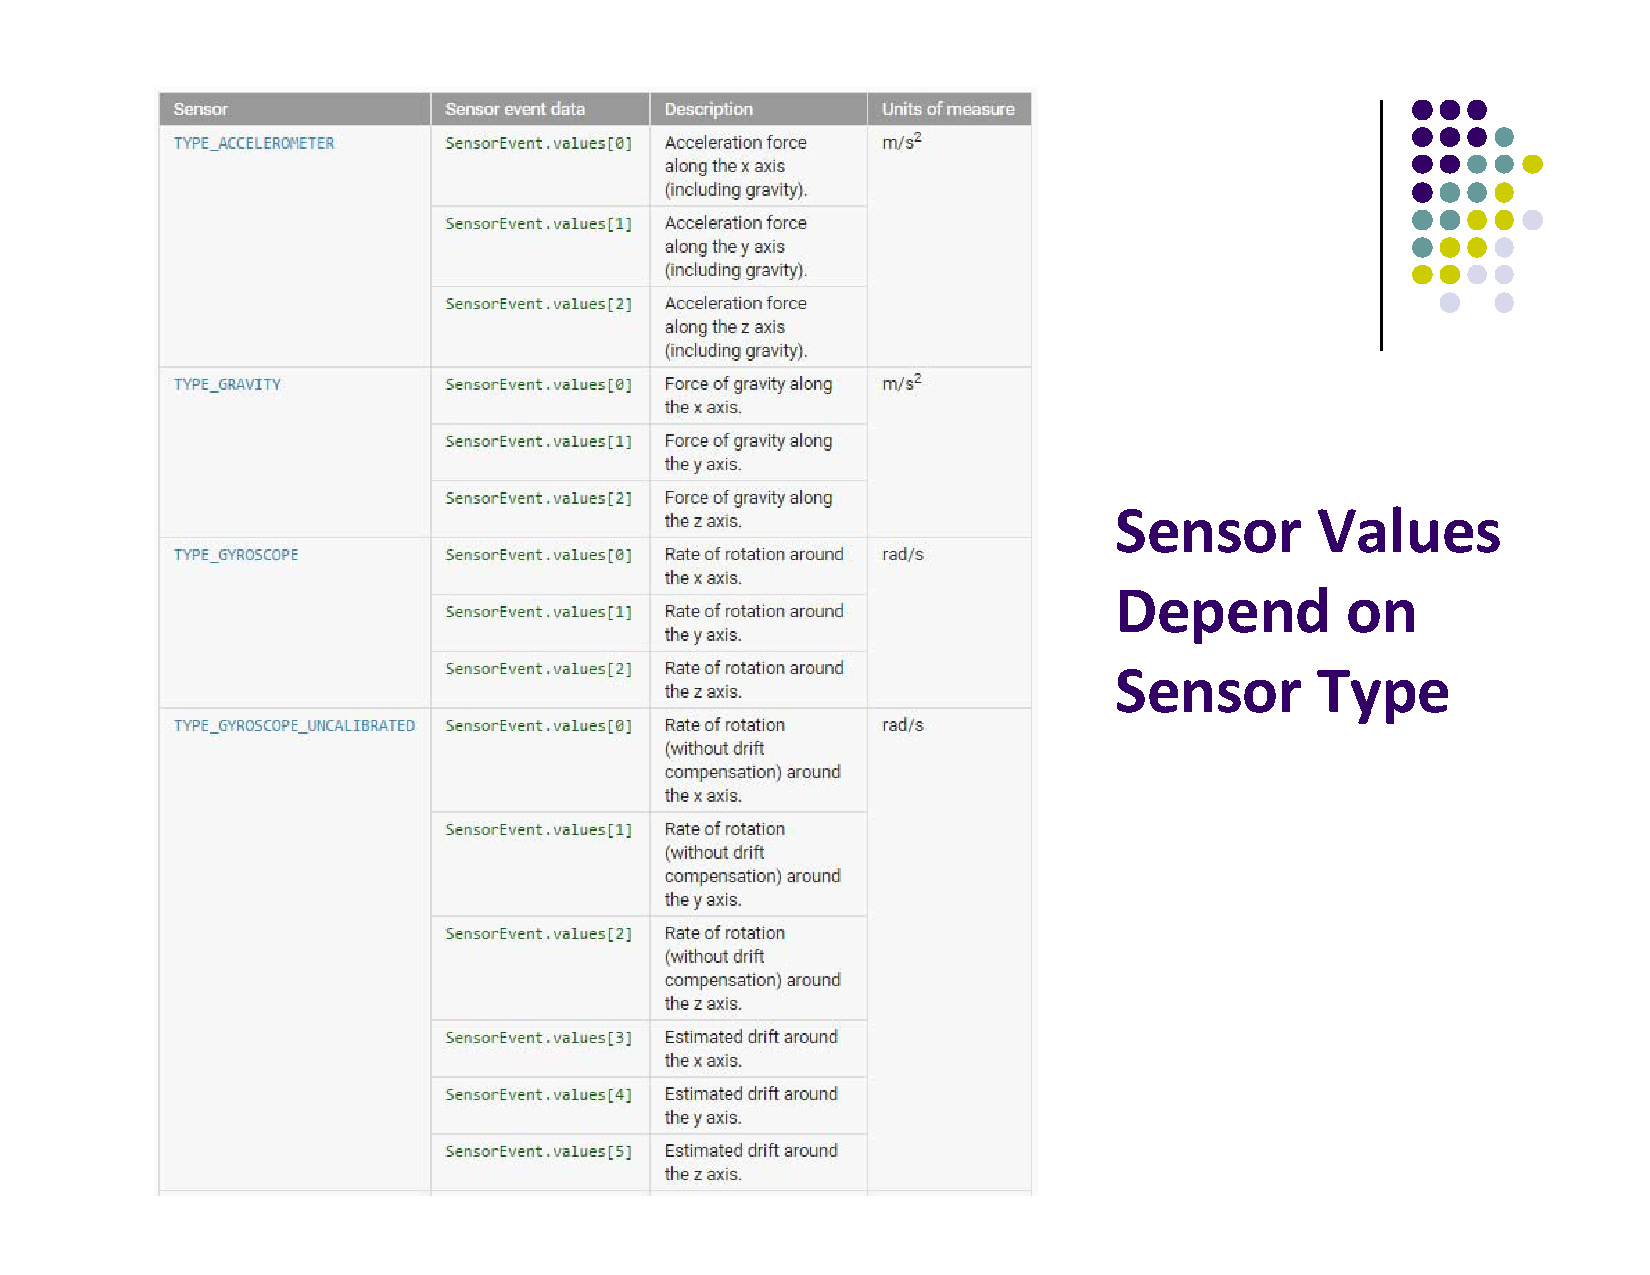 Sensor Sensor event data Description Units of measure
TYPE_ACCELEROMETER SensorEvent.values[0] Acceleration force m/s2
along the x axis
(including gravity).
SensorEvent.values[1] Acceleration force
along the y axis
(including gravity).
SensorEvent.values[2] Acceleration force
along the z axis
(including gravity).
TYPE_GRAVITY SensorEvent.values[0] Force of gravity along m/s2
the x axis.
SensorEvent.values[1] Force of gravity along
the y axis.
SensorEvent.values[2] Force of gravity along
the z axis.
TYPE_GYROSCOPE SensorEvent.values[0] Rate of rotation around rad/s
the x axis.
SensorEvent.values[1] Rate of rotation around
the y axis.
SensorEvent.values[2] Rate of rotation around
the z axis.
TYPE_GYROSCOPE_UNCALIBRATED SensorEvent.values[0] Rate of rotation rad/s
(without drift
compensation) around
the x axis.
SensorEvent.values[1] Rate of rotation
(without drift
compensation) around
the y axis.
SensorEvent.values[2] Rate of rotation
(without drift
compensation) around
the z axis.
SensorEvent.values[3] Estimated drift around
the x axis.
SensorEvent.values[4] Estimated drift around
the y axis.
SensorEvent.values[5] Estimated drift around
the z axis.
Sensor Values
Depend on
Sensor Type